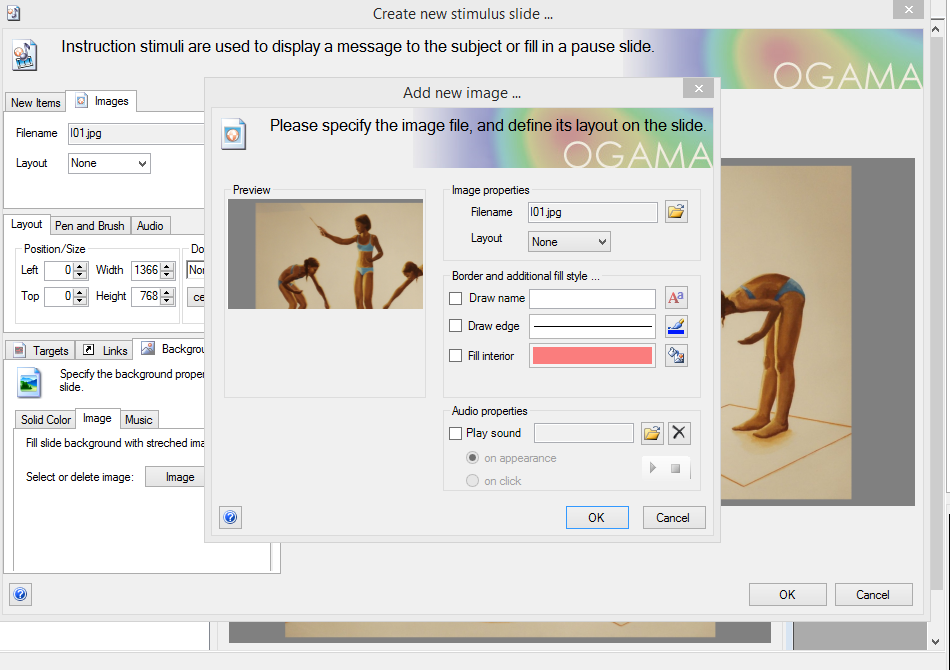 Create new stimulus slide ...
Instruction stimuli are used to display a message to the subject or fill in a pause slide.
OGAMA
New Items
Images
Filename
I01.jpg
Layout
None
Layout
Pen and Brush
Audio
Position/Size
Left
0
Width
1366
Top
0
Height
768
Do
Non
ce
Targets
Links
Backgrou
Specify the background proper
slide.
Solid Color
Image
Music
Fill slide background with streched ima
Select or delete image:
Image
Add new image ...
Please specify the image file, and define its layout on the slide.
OGAMA
Preview
Image properties
Filename
I01.jpg
Layout
None
Border and additional fill style ...
Draw name
Aa
Draw edge
Fill interior
Audio properties
Play sound
on appearance
on click
OK
Cancel
OK
Cancel